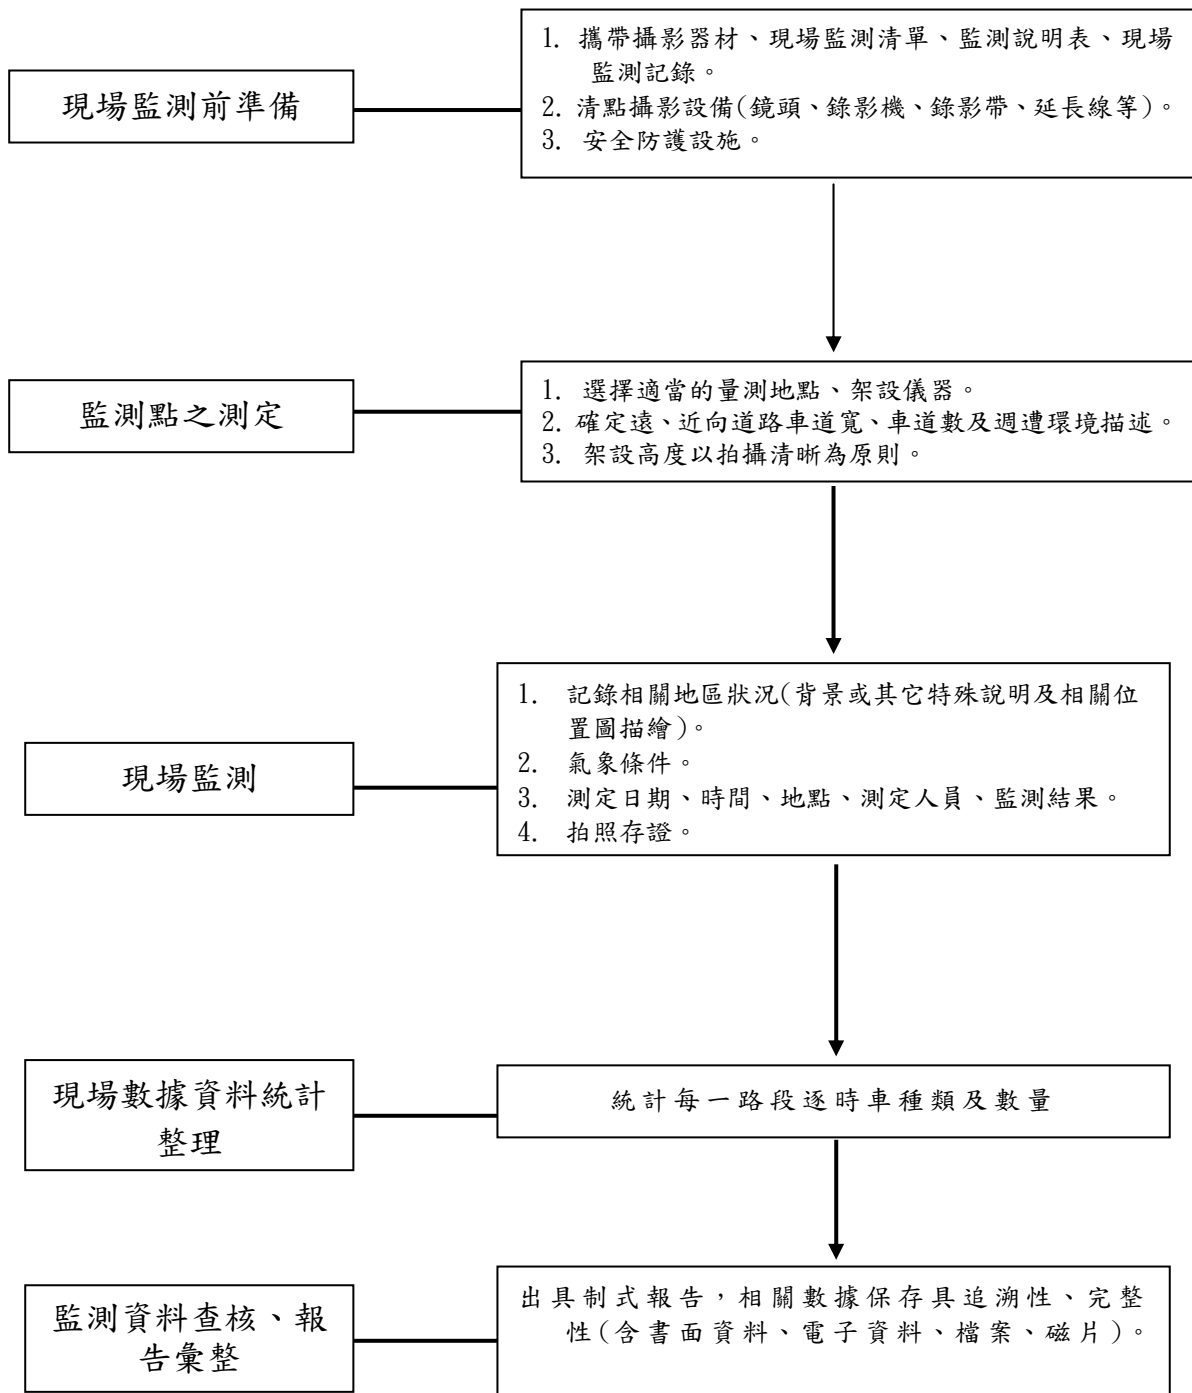 現場監測前準備
1. 攜帶攝影器材、現場監測清單、監測說明表、現場
監測記錄。
2. 清點攝影設備(鏡頭、錄影機、錄影帶、延長線等)。
3. 安全防護設施。
監測點之測定
1. 選擇適當的量測地點、架設儀器。
2. 確定遠、近向道路車道寬、車道數及週遭環境描述。
3. 架設高度以拍攝清晰為原則。
現場監測
1. 記錄相關地區狀況(背景或其它特殊說明及相關位
置圖描繪)。
2. 氣象條件。
3. 測定日期、時間、地點、測定人員、監測結果。
4. 拍照存證。
現場數據資料統計
整理
統計每一路段逐時車種類及數量
監測資料查核、報
告彙整
出具制式報告，相關數據保存具追溯性、完整
性(含書面資料、電子資料、檔案、磁片)。